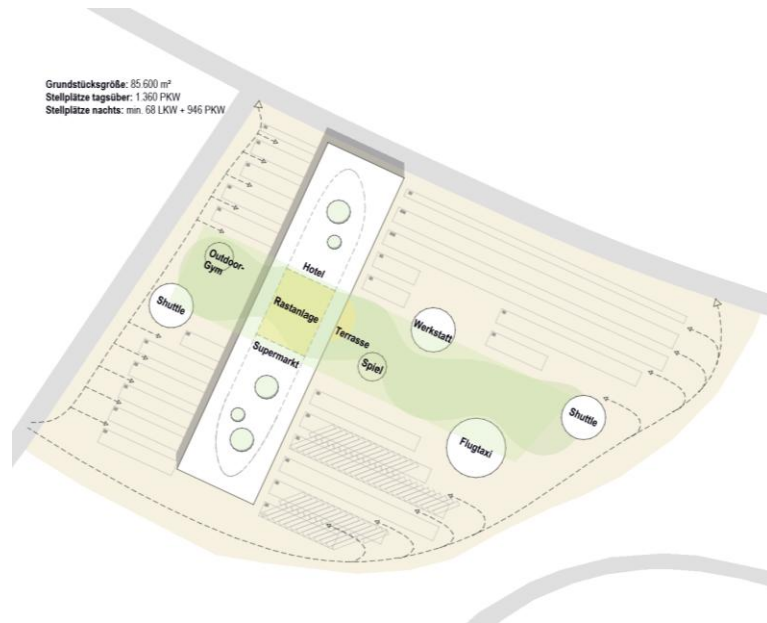 Grundstücksgröße: 85.600 m²
Stellplätze tagsüber: 1.360 PKW
Stellplätze nachts: min. 68 LKW + 946 PKW
Outdoor-
Gym
Hotel
Shuttle
Rastanlage
Werkstatt
Terrasse
Supermarkt
Spiel
Shuttle
Flugtaxi